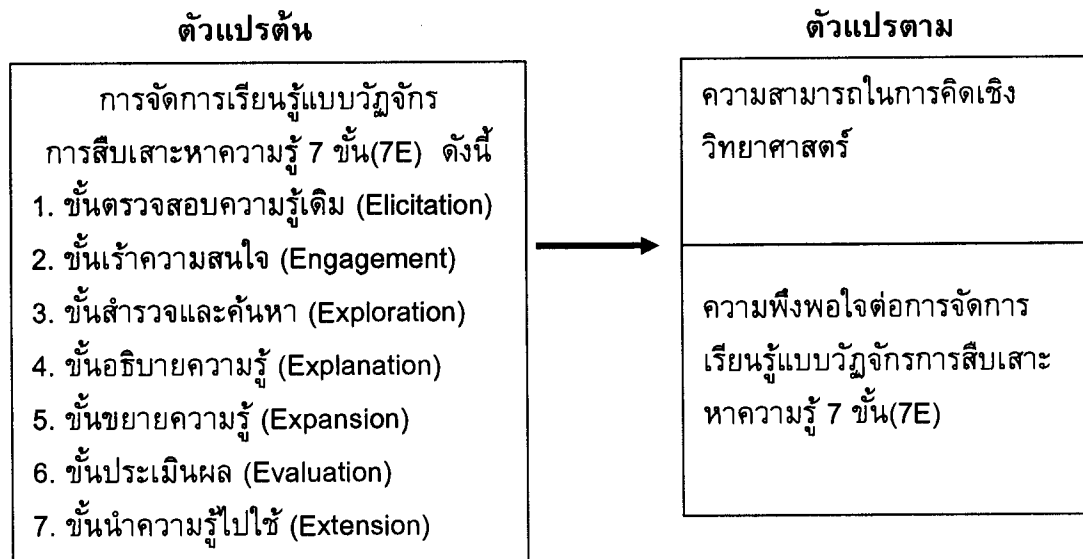 ตัวแปรต้น
การจัดการเรียนรู้แบบวัฏจักร
การสืบเสาะหาความรู้ 7 ขั้น(7E) ดังนี้
1. ขั้นตรวจสอบความรู้เดิม (Elicitation)
2. ขั้นเร้าความสนใจ (Engagement)
3. ขั้นสำรวจและค้นหา (Exploration)
4. ขั้นอธิบายความรู้ (Explanation)
5. ขั้นขยายความรู้ (Expansion)
6. ขั้นประเมินผล (Evaluation)
7. ขั้นนำความรู้ไปใช้ (Extension)
ตัวแปรตาม
ความสามารถในการคิดเชิง
วิทยาศาสตร์
ความพึงพอใจต่อการจัดการ
เรียนรู้แบบวัฏจักรการสืบเสาะ
หาความรู้ 7 ขั้น(7E)